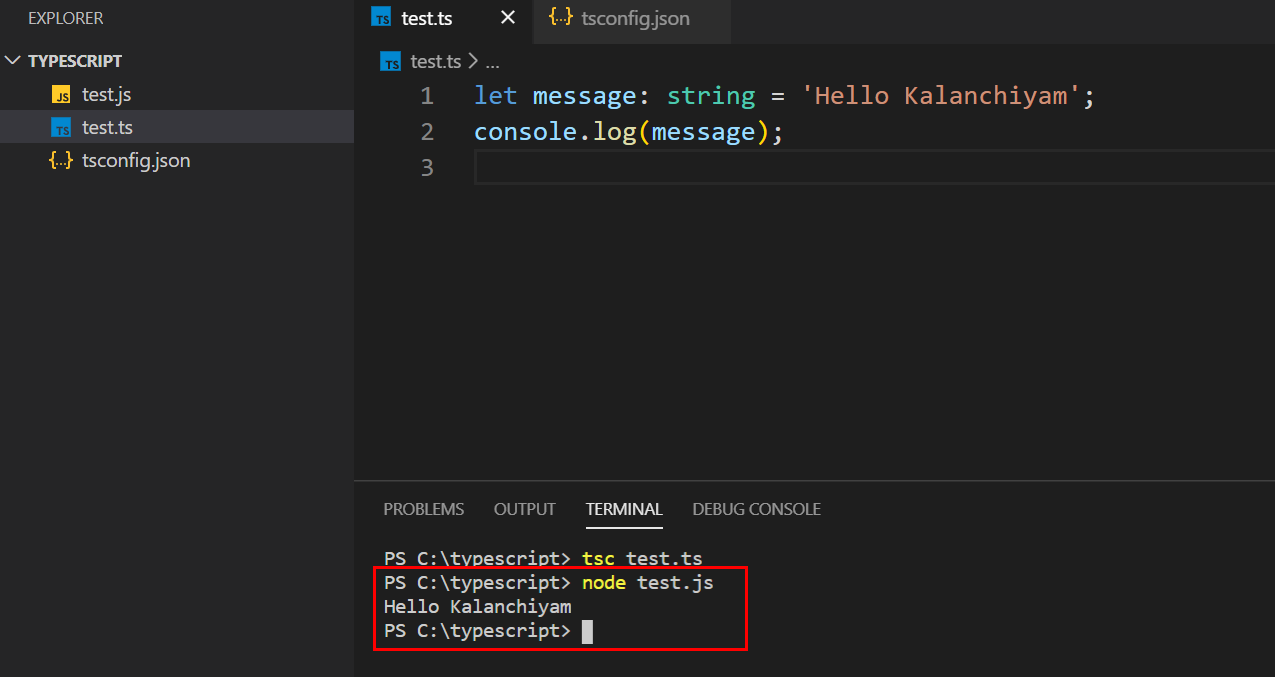 EXPLORER
TYPESCRIPT
JS test.js
TS test.ts
{..} tsconfig.json
TS test.ts ×
{..} tsconfig.json
TS test.ts > ...
1 let message: string = 'Hello Kalanchiyam';
2 console.log(message);
3
PROBLEMS OUTPUT TERMINAL DEBUG CONSOLE
PS C:\typescript> tsc test.ts
PS C:\typescript> node test.js
Hello Kalanchiyam
PS C:\typescript>